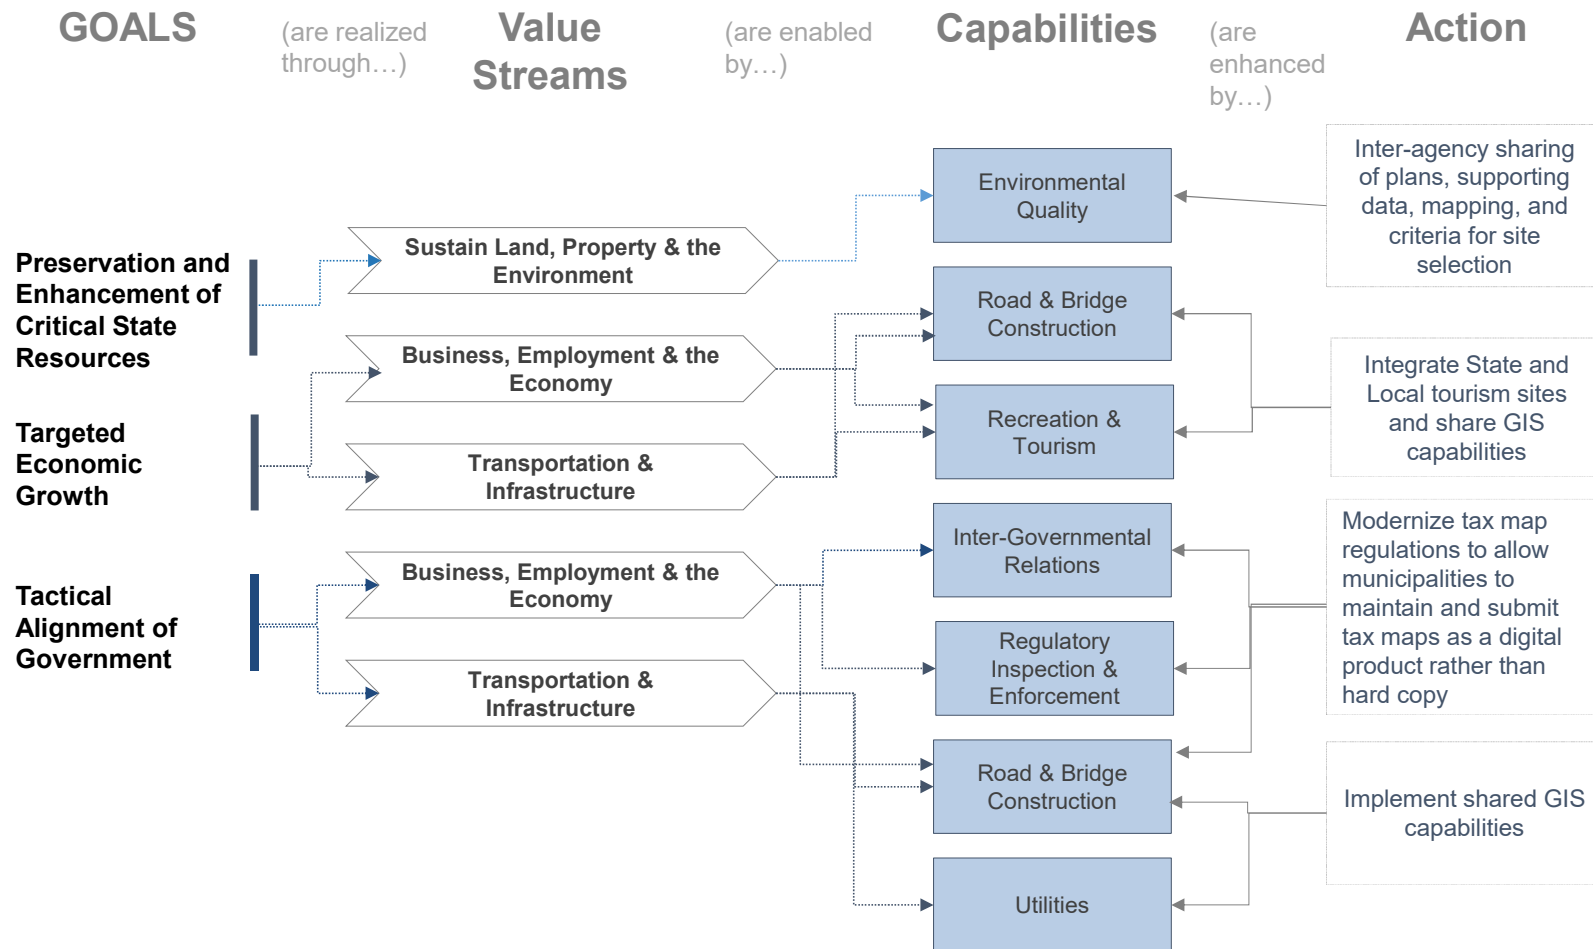 GOALS
(are realized
through…)
Value
Streams
(are enabled
by…)
Capabilities
(are
enhanced
by…)
Action
Preservation and
Enhancement of
Critical State
Resources
Targeted
Economic
Growth
Tactical
Alignment of
Government
Sustain Land, Property & the
Environment
Business, Employment & the
Economy
Transportation &
Infrastructure
Business, Employment & the
Economy
Transportation &
Infrastructure
Environmental
Quality
Road & Bridge
Construction
Recreation &
Tourism
Inter-Governmental
Relations
Regulatory
Inspection &
Enforcement
Road & Bridge
Construction
Utilities
Inter-agency sharing
of plans, supporting
data, mapping, and
criteria for site
selection
Integrate State and
Local tourism sites
and share GIS
capabilities
Modernize tax map
regulations to allow
municipalities to
maintain and submit
tax maps as a digital
product rather than
hard copy
Implement shared GIS
capabilities